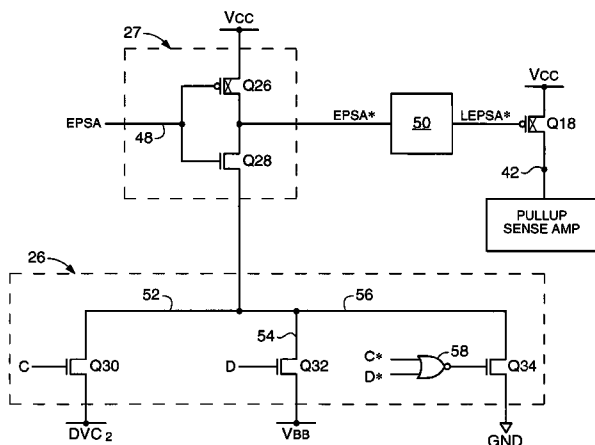 VCC
27
Q26
VCC
EPSA
EPSA*
50
LEPSA*
Q18
48
Q28
42
PULLUP
SENSE AMP
26
52
56
54
C
Q30
D
Q32
C*
D*
58
Q34
DVC2
VBB
GND